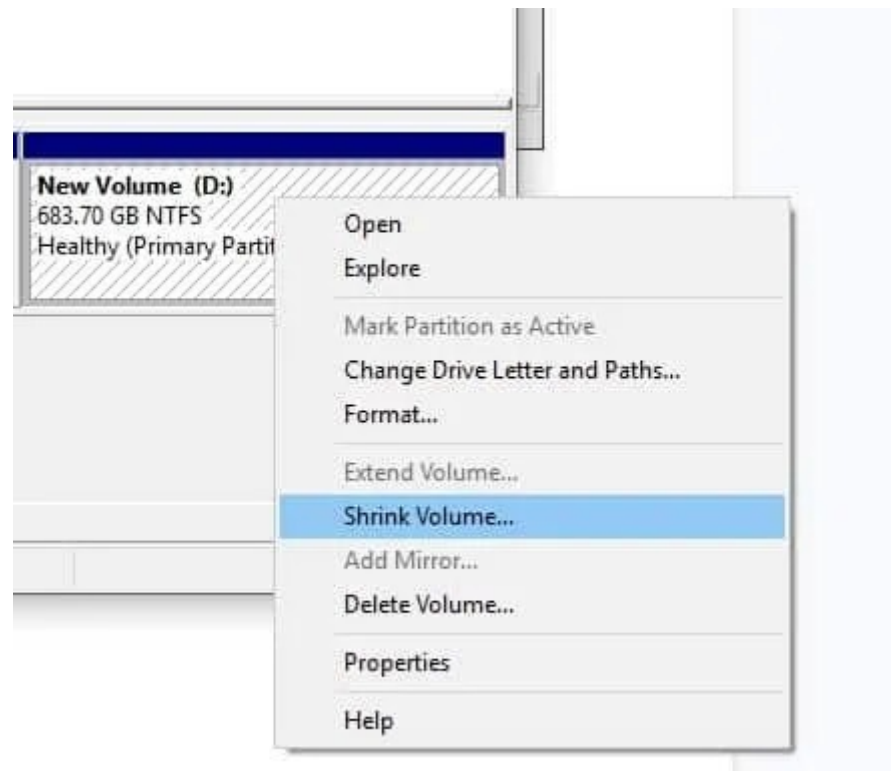 New Volume (D:)
683.70 GB NTFS
Healthy (Primary Partit
Open
Explore
Mark Partition as Active
Change Drive Letter and Paths...
Format...
Extend Volume...
Shrink Volume...
Add Mirror...
Delete Volume...
Properties
Help